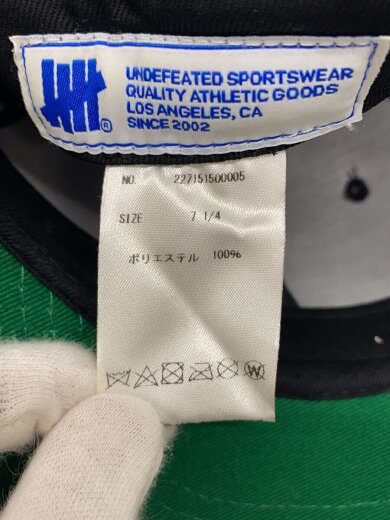 UNDEFEATED SPORTSWEAR
QUALITY ATHLETIC GOODS
LOS ANGELES, CA
SINCE 2002
®
NO. 227151500005
SIZE 7 1/4
ポリエステル 100%
W